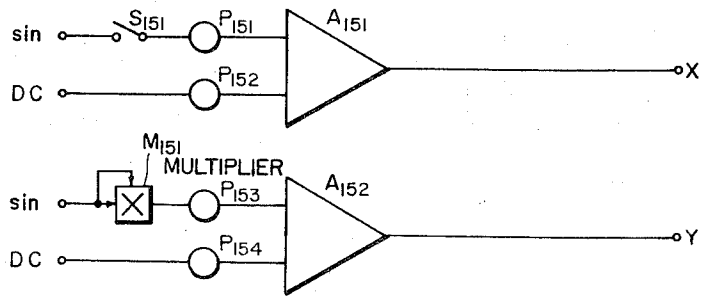 sin S151 P151 A151
DC P152 X
M151
MULTIPLIER
sin P153 A152
DC P154 Y